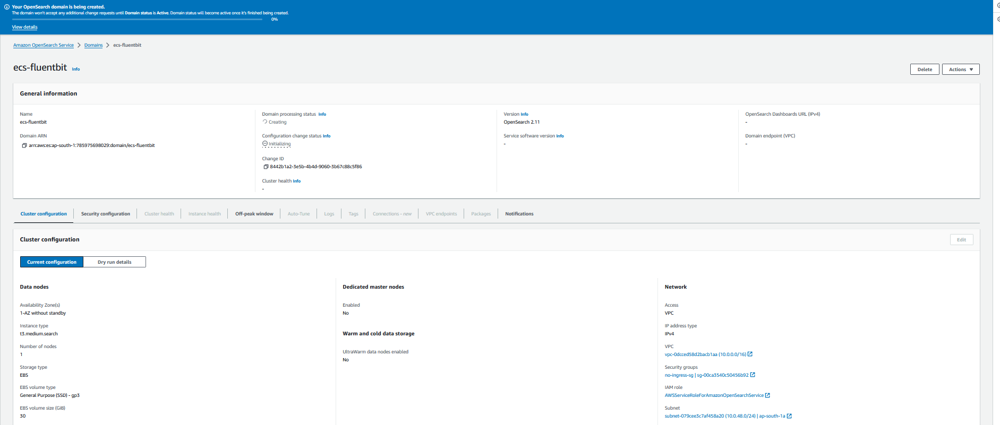 Your OpenSearch domain is being created.
The domain won't accept any additional change requests until Domain status is Active. Domain status will become active once it's finished being created.
0%
View details
Amazon OpenSearch Service > Domains > ecs-fluentbit
ecs-fluentbit Info
Delete
Actions
General information
Name
ecs-fluentbit
Domain ARN
arn:aws:es:ap-south-1:785975698029:domain/ecs-fluentbit
Domain processing status Info
Creating
Configuration change status Info
Initializing
Change ID
8442b1a2-3e5b-4b4d-9060-3b67c88c5f86
Cluster health Info
-
Version Info
OpenSearch 2.11
Service software version Info
-
OpenSearch Dashboards URL (IPv4)
-
Domain endpoint (VPC)
-
Cluster configuration
Security configuration
Cluster health
Instance health
Off-peak window
Auto-Tune
Logs
Tags
Connections - new
VPC endpoints
Packages
Notifications
Cluster configuration
Edit
Current configuration
Dry run details
Data nodes
Availability Zone(s)
1-AZ without standby
Instance type
t3.medium.search
Number of nodes
1
Storage type
EBS
EBS volume type
General Purpose (SSD) - gp3
EBS volume size (GiB)
30
Dedicated master nodes
Enabled
No
Warm and cold data storage
UltraWarm data nodes enabled
No
Network
Access
VPC
IP address type
IPv4
VPC
vpc-0dcced58d2bacb1aa (10.0.0.0/16)
Security groups
no-ingress-sg | sg-00ca3540c50456b92
IAM role
AWSServiceRoleForAmazonOpenSearchService
Subnet
subnet-079cee3c7af458a20 (10.0.48.0/24) | ap-south-1a